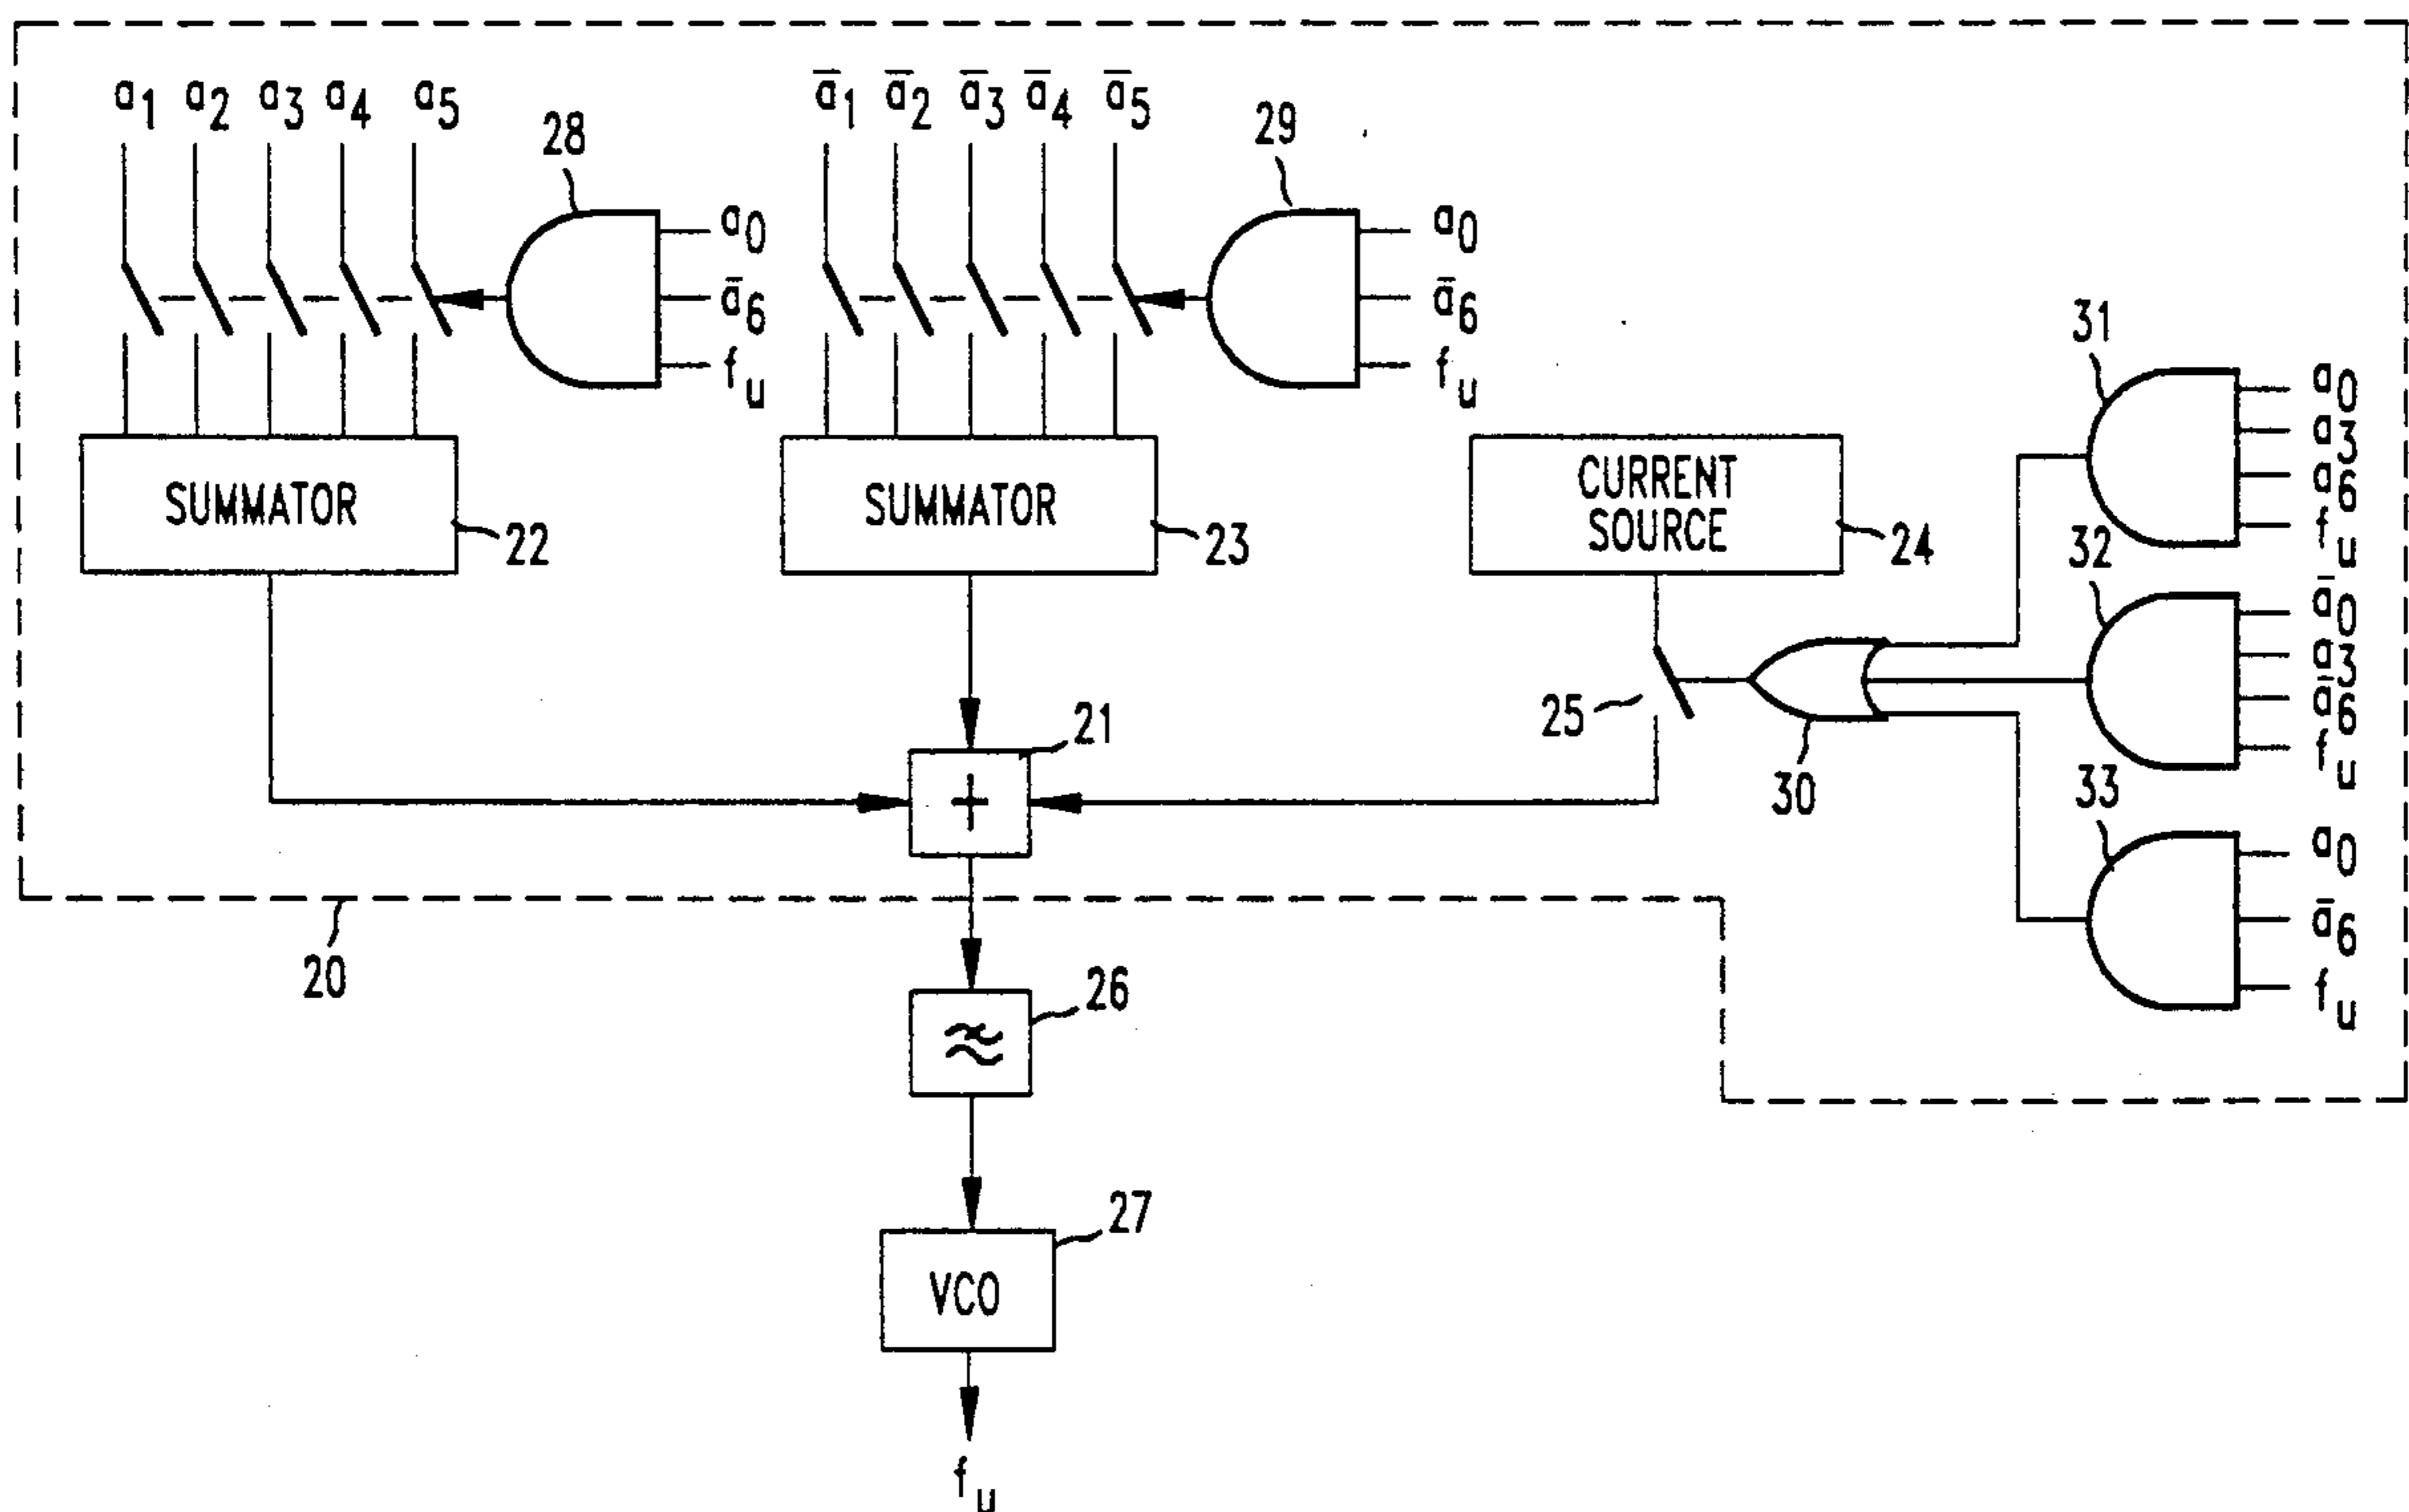 a1 a2 a3 a4 a5
ā1 ā2 ā3 ā4 ā5
28
29
a0
ā6
fu
a0
ā6
fu
31
a0
a3
a6
fu
SUMMATOR
22
SUMMATOR
23
CURRENT
SOURCE
24
32
ā0
ā3
ā6
fu
25
30
21
+
33
a0
ā6
fu
20
26
27
VCO
fu